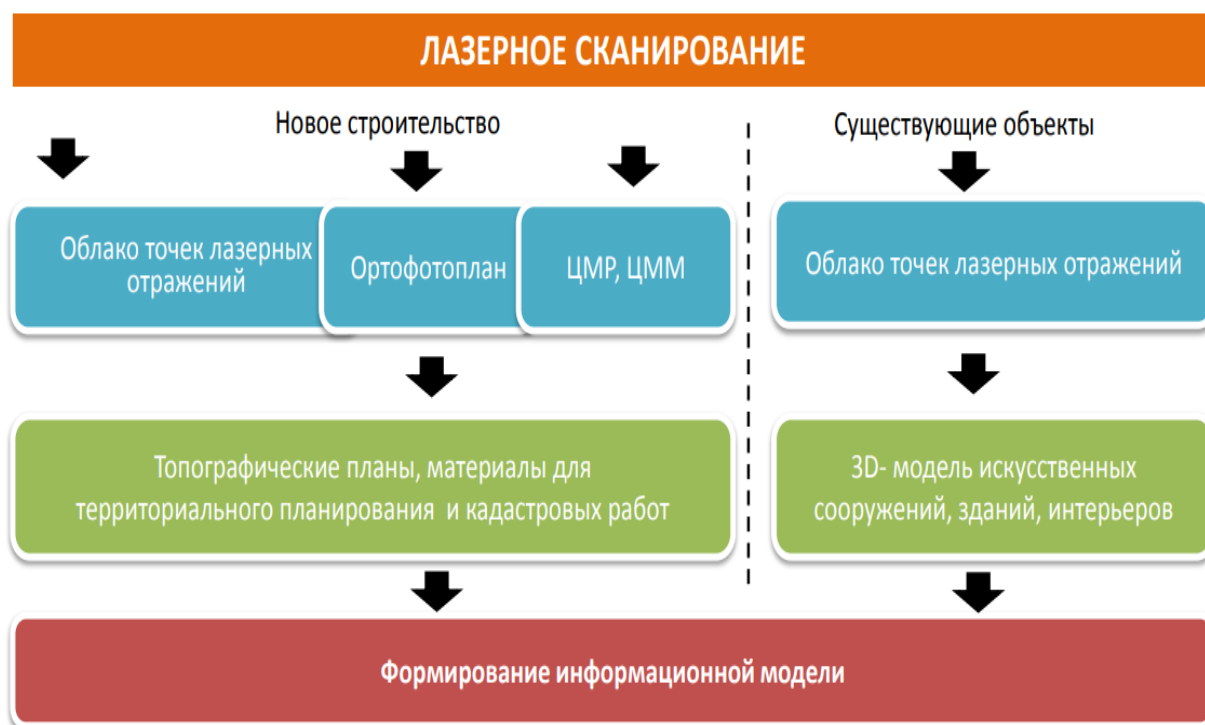 ЛАЗЕРНОЕ СКАНИРОВАНИЕ
Новое строительство
Существующие объекты
Облако точек лазерных
отражений
Ортофотоплан
ЦМР, ЦММ
Облако точек лазерных отражений
Топографические планы, материалы для
территориального планирования и кадастровых работ
3D- модель искусственных
сооружений, зданий, интерьеров
Формирование информационной модели